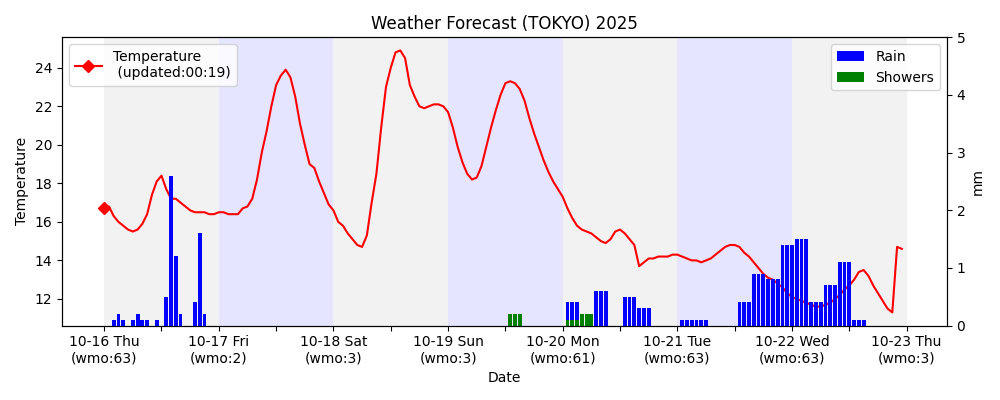 Weather Forecast (TOKYO) 2025
Temperature
(updated:00:19)
Rain
Showers
Temperature
24
22
20
18
16
14
12
5
4
3
2
1
0
mm
10-16 Thu
(wmo:63)
10-17 Fri
(wmo:2)
10-18 Sat
(wmo:3)
10-19 Sun
(wmo:3)
10-20 Mon
(wmo:61)
10-21 Tue
(wmo:63)
10-22 Wed
(wmo:63)
10-23 Thu
(wmo:3)
Date